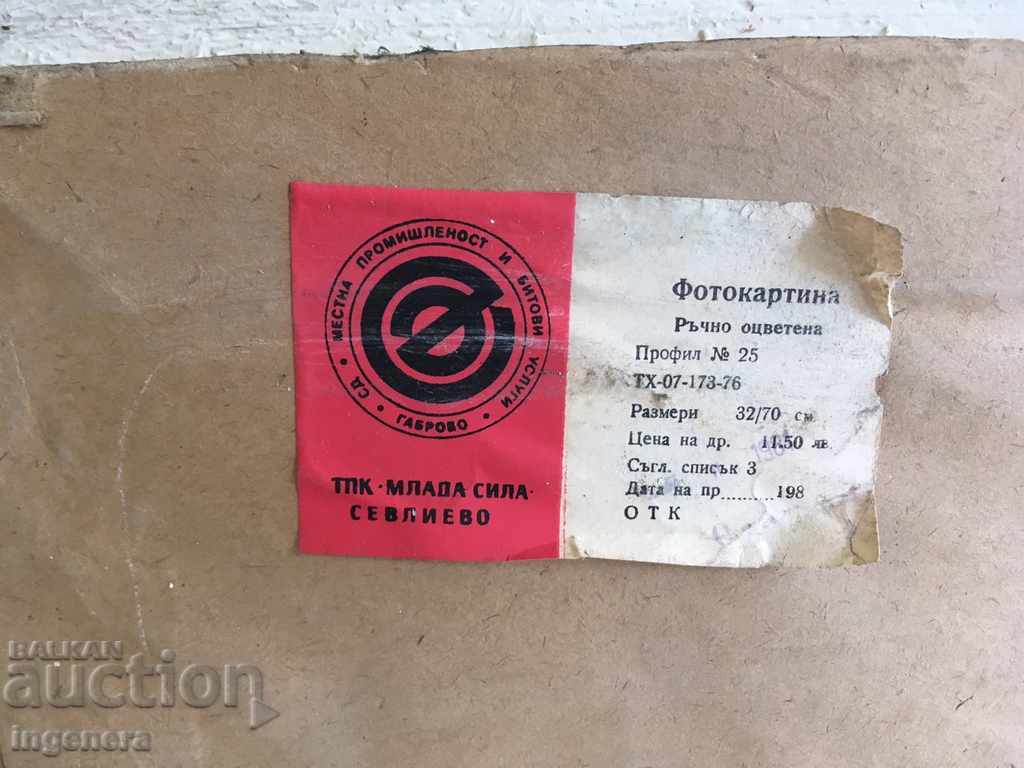 СД · МЕСТНА ПРОМИШЛЕНОСТ И БИТОВИ УСЛУГИ · ГАБРОВО ·
ТПК · МЛАДА СИЛА ·
СЕВЛИЕВО
Фотокартина
Ръчно оцветена
Профил № 25
ТХ-07-173-76
Размери 32/70 см
Цена на др. 11.50 лв.
Съгл. списък 3
Дата на пр.........198
ОТК
BALKAN
auction
ingenera